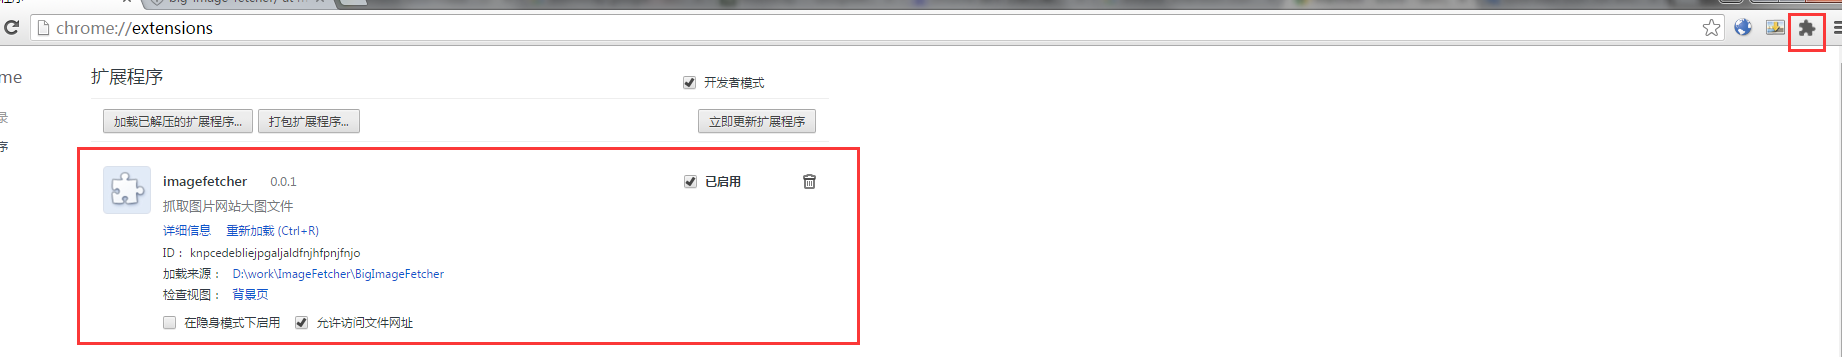 chrome://extensions
me
扩展程序
开发者模式
录
加载已解压的扩展程序...
打包扩展程序...
立即更新扩展程序
序
imagefetcher
0.0.1
已启用
抓取图片网站大图文件
详细信息
重新加载 (Ctrl+R)
ID： knpcedebliejpgaljaldfnjhfpnjfnjo
加载来源： D:\work\ImageFetcher\BigImageFetcher
检查视图： 背景页
在隐身模式下启用
允许访问文件网址